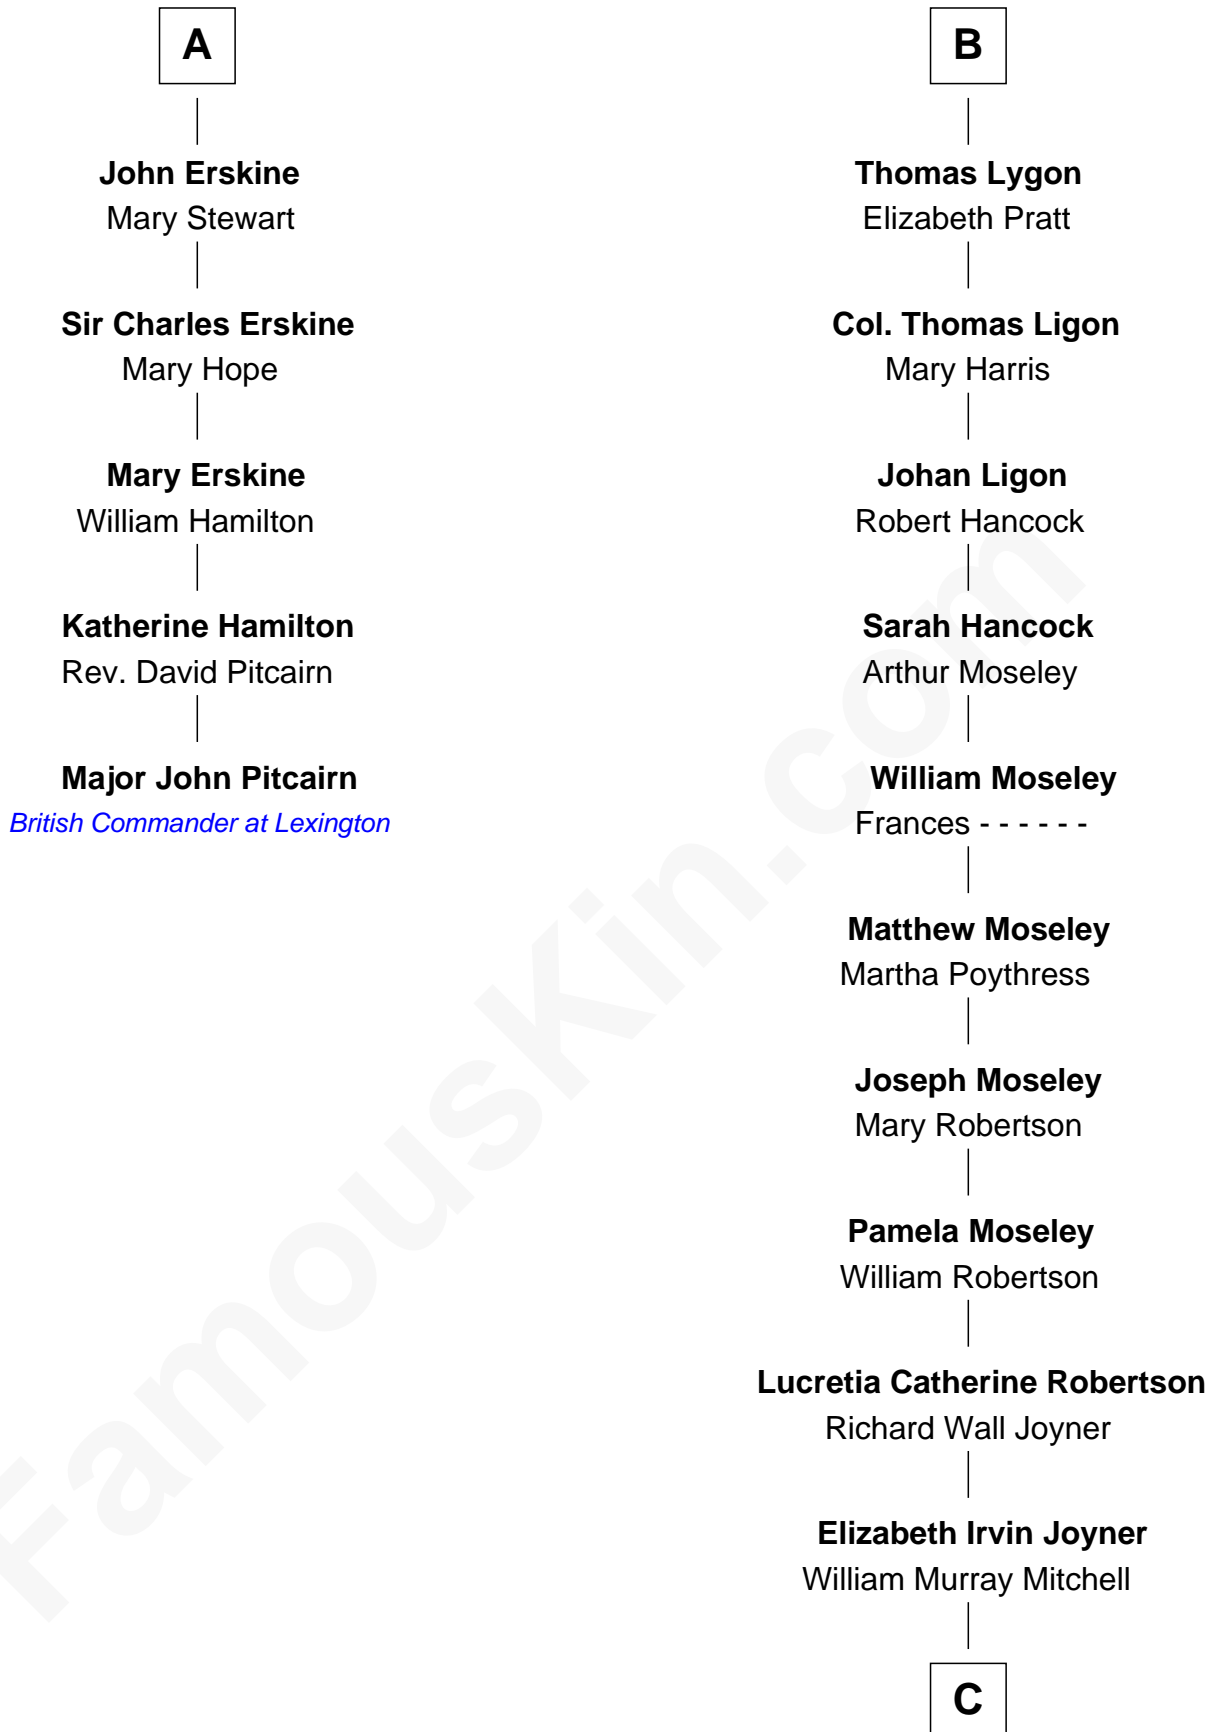 A
John Erskine
Mary Stewart
Sir Charles Erskine
Mary Hope
Mary Erskine
William Hamilton
Katherine Hamilton
Rev. David Pitcairn
Major John Pitcairn
British Commander at Lexington
B
Thomas Lygon
Elizabeth Pratt
Col. Thomas Ligon
Mary Harris
Johan Ligon
Robert Hancock
Sarah Hancock
Arthur Moseley
William Moseley
Frances - - - - - -
Matthew Moseley
Martha Poythress
Joseph Moseley
Mary Robertson
Pamela Moseley
William Robertson
Lucretia Catherine Robertson
Richard Wall Joyner
Elizabeth Irvin Joyner
William Murray Mitchell
C
FamousKin.com